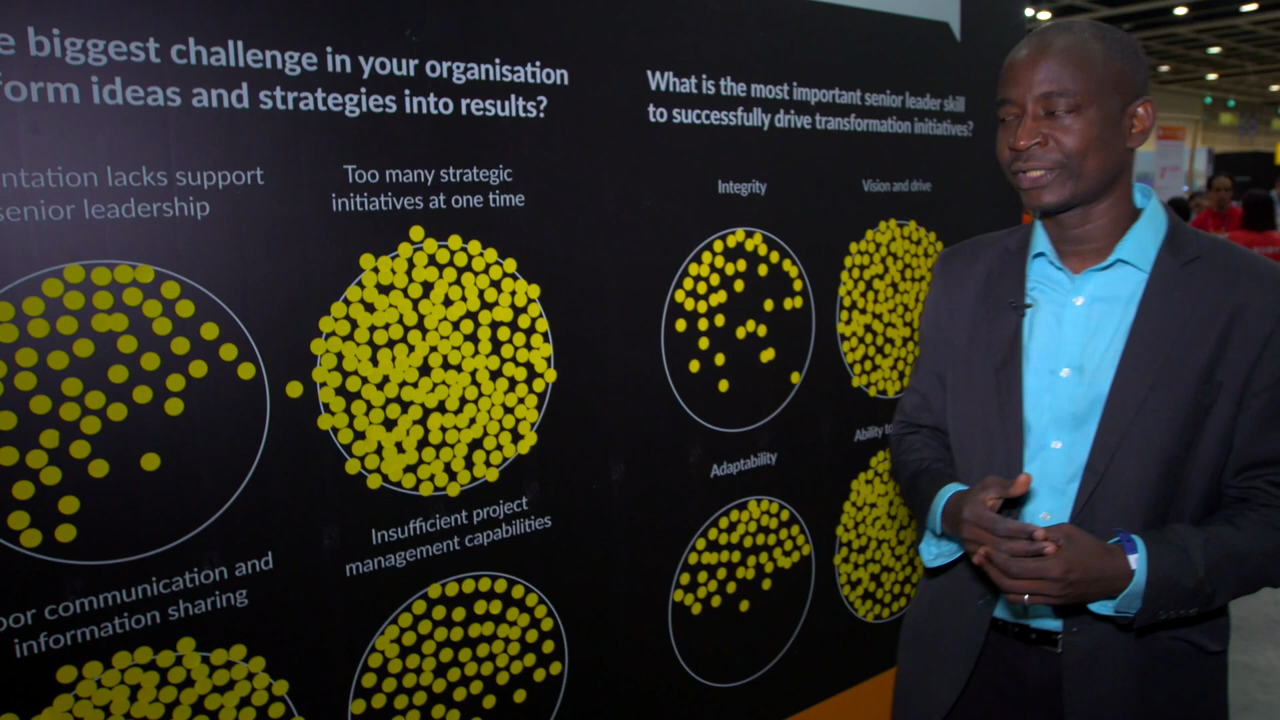 e biggest challenge in your organisation
form ideas and strategies into results?
ntation lacks support
senior leadership
Too many strategic
initiatives at one time
oor communication and
information sharing
Insufficient project
management capabilities
What is the most important senior leader skill
to successfully drive transformation initiatives?
Integrity
Vision and drive
Adaptability
Ability to